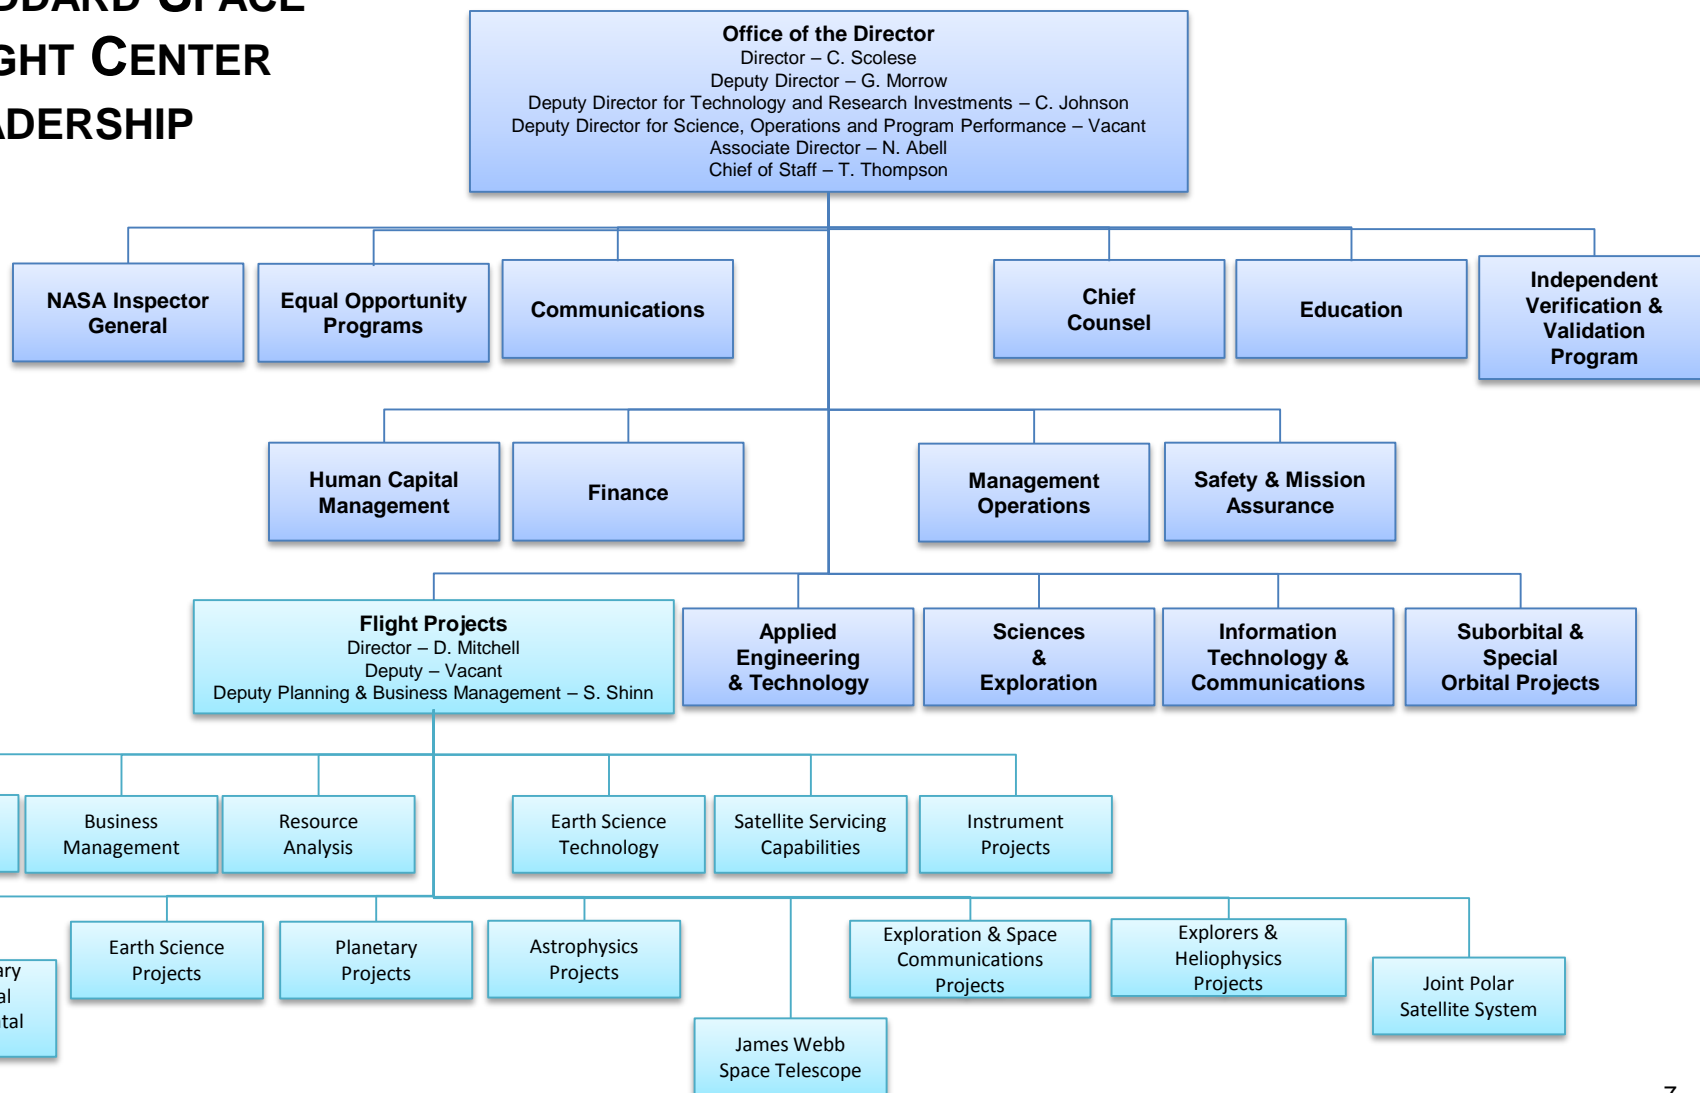 SPACE
CENTER
Office of the Director
Director – C. Scolese
Deputy Director – G. Morrow
Deputy Director for Technology and Research Investments – C. Johnson
Deputy Director for Science, Operations and Program Performance – Vacant
Associate Director – N. Abell
Chief of Staff – T. Thompson
NASA Inspector
General
Equal Opportunity
Programs
Communications
Chief
Counsel
Education
Independent
Verification &
Validation
Program
Human Capital
Management
Finance
Management
Operations
Safety & Mission
Assurance
Flight Projects
Director – D. Mitchell
Deputy – Vacant
Deputy Planning & Business Management – S. Shinn
Applied
Engineering
& Technology
Sciences
&
Exploration
Information
Technology &
Communications
Suborbital &
Special
Orbital Projects
Business
Management
Resource
Analysis
Earth Science
Technology
Satellite Servicing
Capabilities
Instrument
Projects
Earth Science
Projects
Planetary
Projects
Astrophysics
Projects
James Webb
Space Telescope
Exploration & Space
Communications
Projects
Explorers &
Heliophysics
Projects
Joint Polar
Satellite System